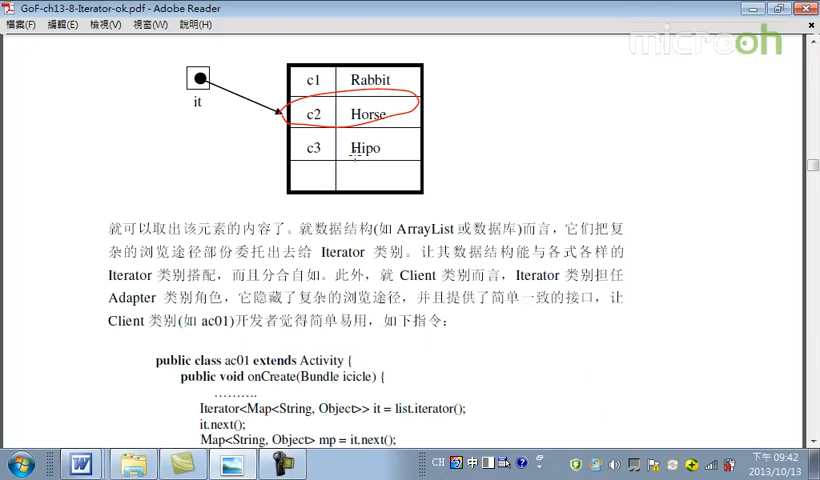 GoF-ch13-8-Iterator-ok.pdf - Adobe Reader
檔案(F) 編輯(E) 檢視(V) 視窗(W) 說明(H)
microoh
c1 Rabbit
it
c2 Horse
c3 Hipo
就可以取出该元素的内容了。就数据结构(如 ArrayList 或数据库)而言，它们把复
杂的浏览途径部份委托出去给 Iterator 类别。让其数据结构能与各式各样的
Iterator 类别搭配，而且分合自如。此外，就 Client 类别而言，Iterator 类别担任
Adapter 类别角色，它隐藏了复杂的浏览途径，并且提供了简单一致的接口，让
Client 类别(如 ac01)开发者觉得简单易用，如下指令：
public class ac01 extends Activity {
public void onCreate(Bundle icicle) {
……….
Iterator<Map<String, Object>> it = list.iterator();
it.next();
Map<String, Object> mp = it.next();
CH 中
下午 09:42
2013/10/13